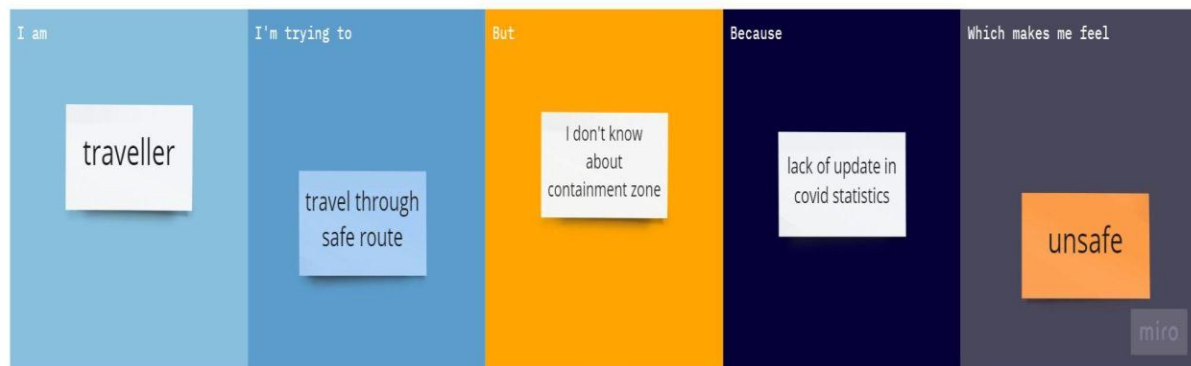 I am
traveller
I'm trying to
travel through
safe route
But
I don't know
about
containment zone
Because
lack of update in
covid statistics
Which makes me feel
unsafe
miro